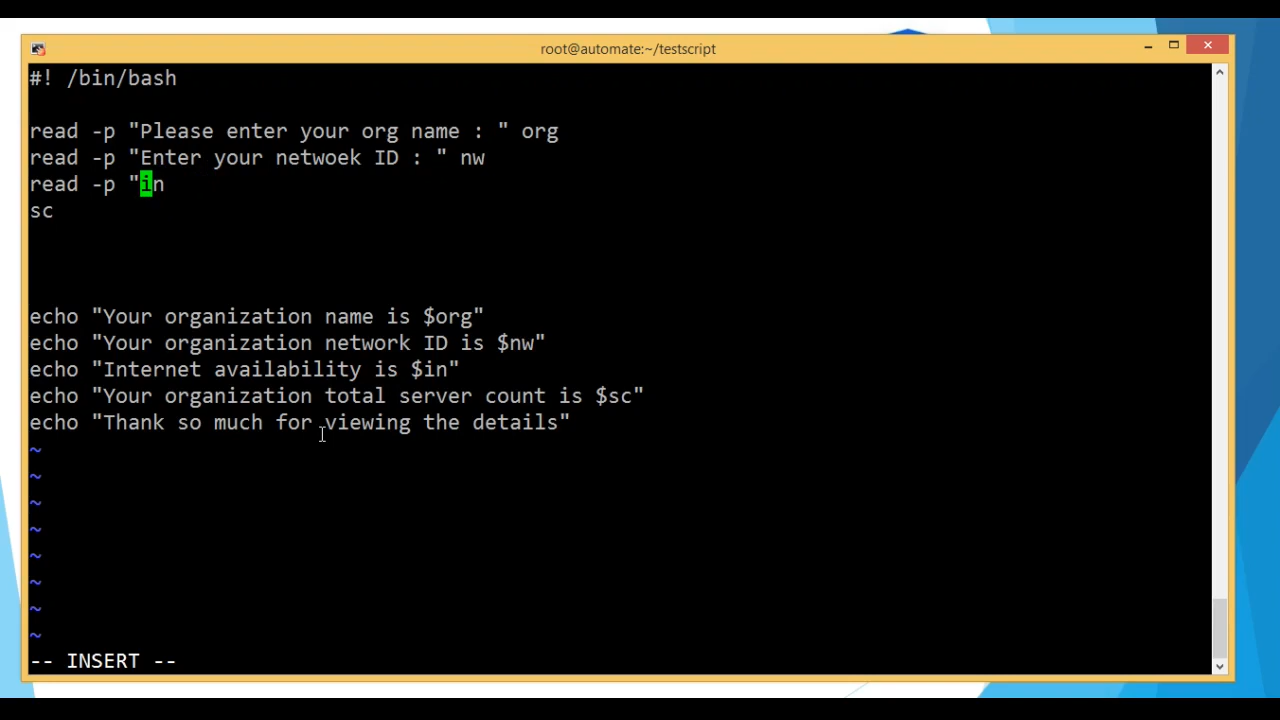 root@automate:~/testscript
#! /bin/bash
read -p "Please enter your org name : " org
read -p "Enter your netwoek ID : " nw
read -p "in
sc
echo "Your organization name is $org"
echo "Your organization network ID is $nw"
echo "Internet availability is $in"
echo "Your organization total server count is $sc"
echo "Thank so much for viewing the details"
~
~
~
~
~
~
~
~
-- INSERT --